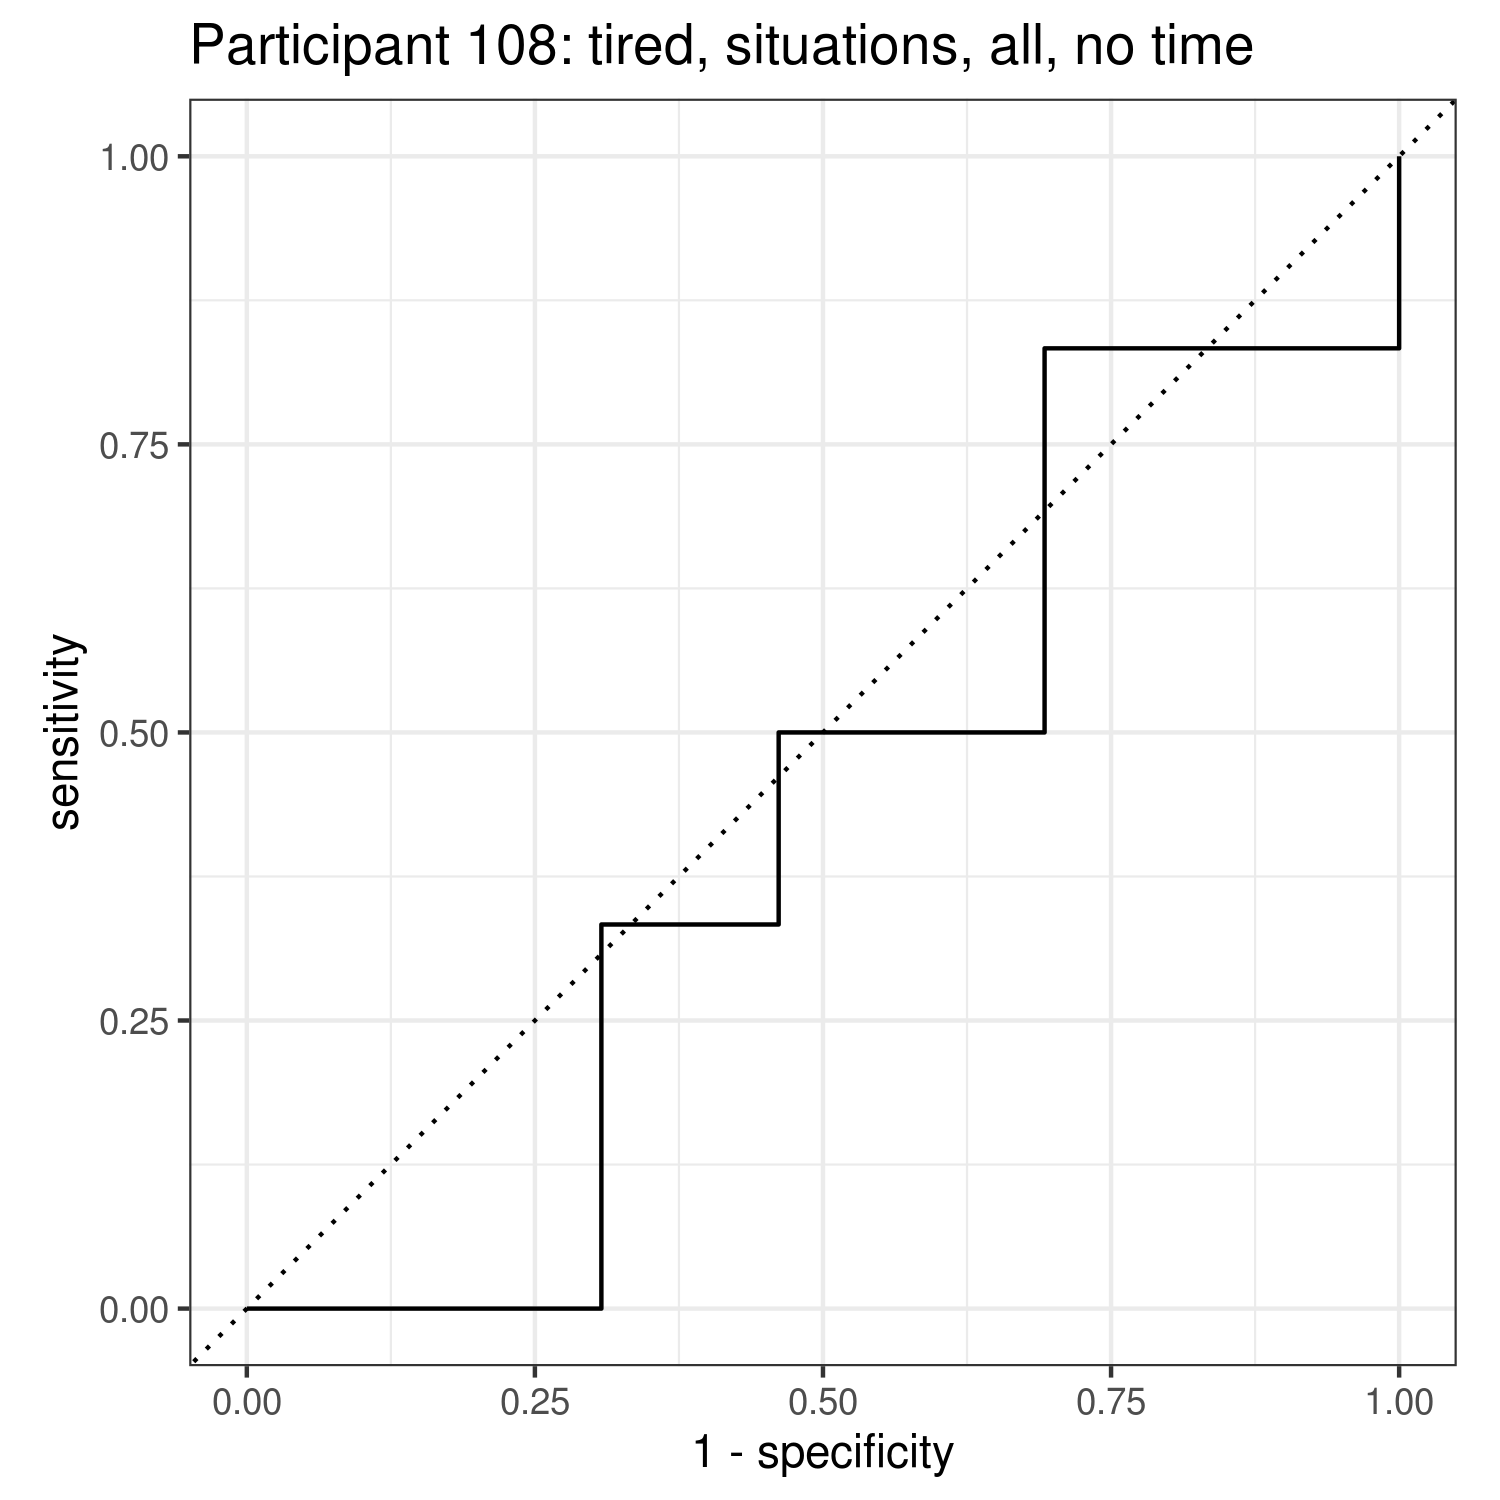 Participant 108: tired, situations, all, no time
1.00
0.75
0.50
0.25
0.00
sensitivity
0.00 0.25 0.50 0.75 1.00
1 - specificity